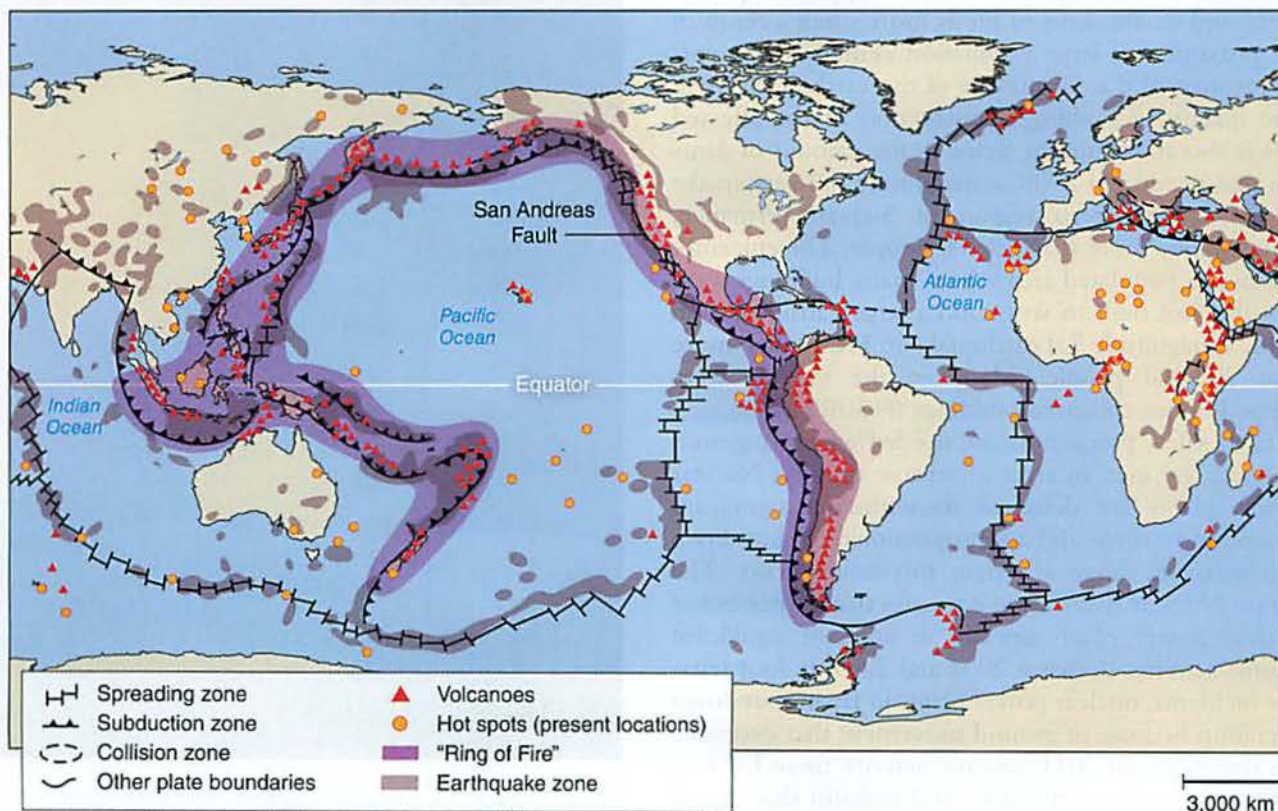 San Andreas
Fault
Pacific
Ocean
Atlantic
Ocean
Equator
Indian
Ocean
Spreading zone
Subduction zone
Collision zone
Other plate boundaries
Volcanoes
Hot spots (present locations)
"Ring of Fire"
Earthquake zone
3,000 km